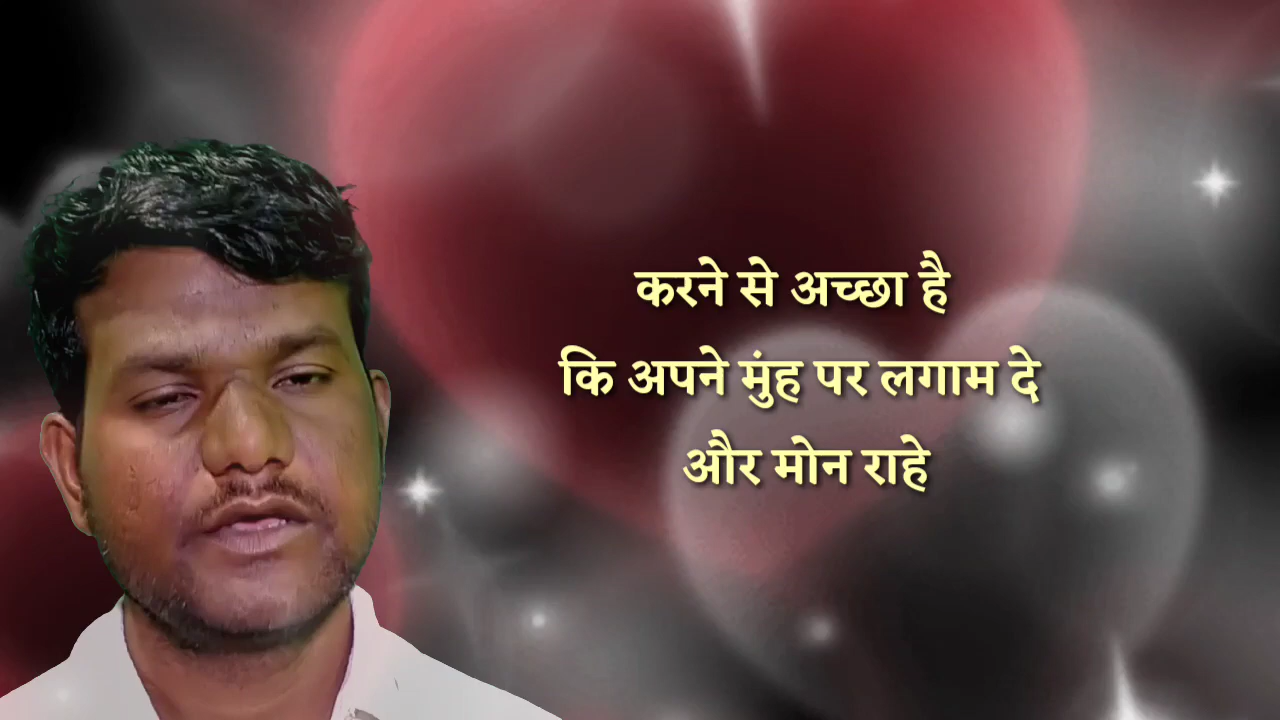 करने से अच्छा है
कि अपने मुंह पर लगाम दे
और मोन राहे